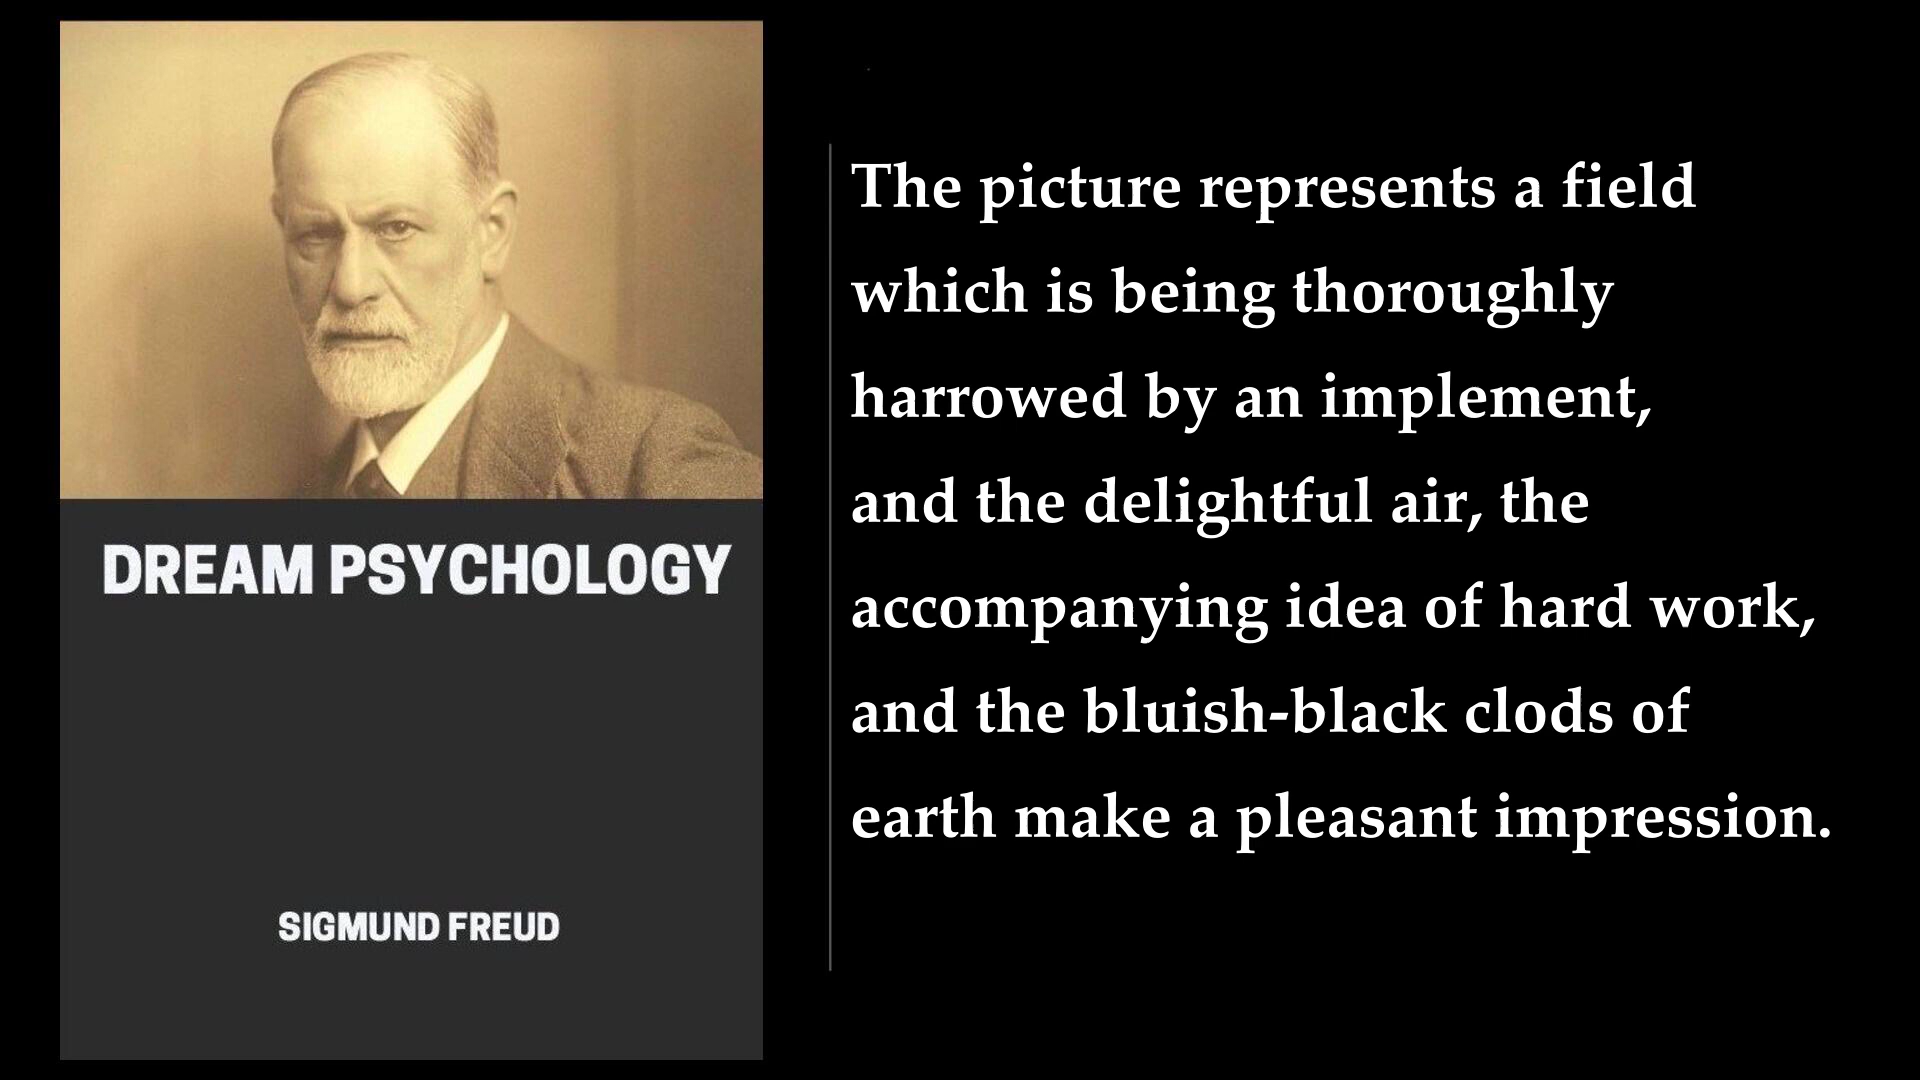 DREAM PSYCHOLOGY
SIGMUND FREUD
The picture represents a field
which is being thoroughly
harrowed by an implement,
and the delightful air, the
accompanying idea of hard work,
and the bluish-black clods of
earth make a pleasant impression.